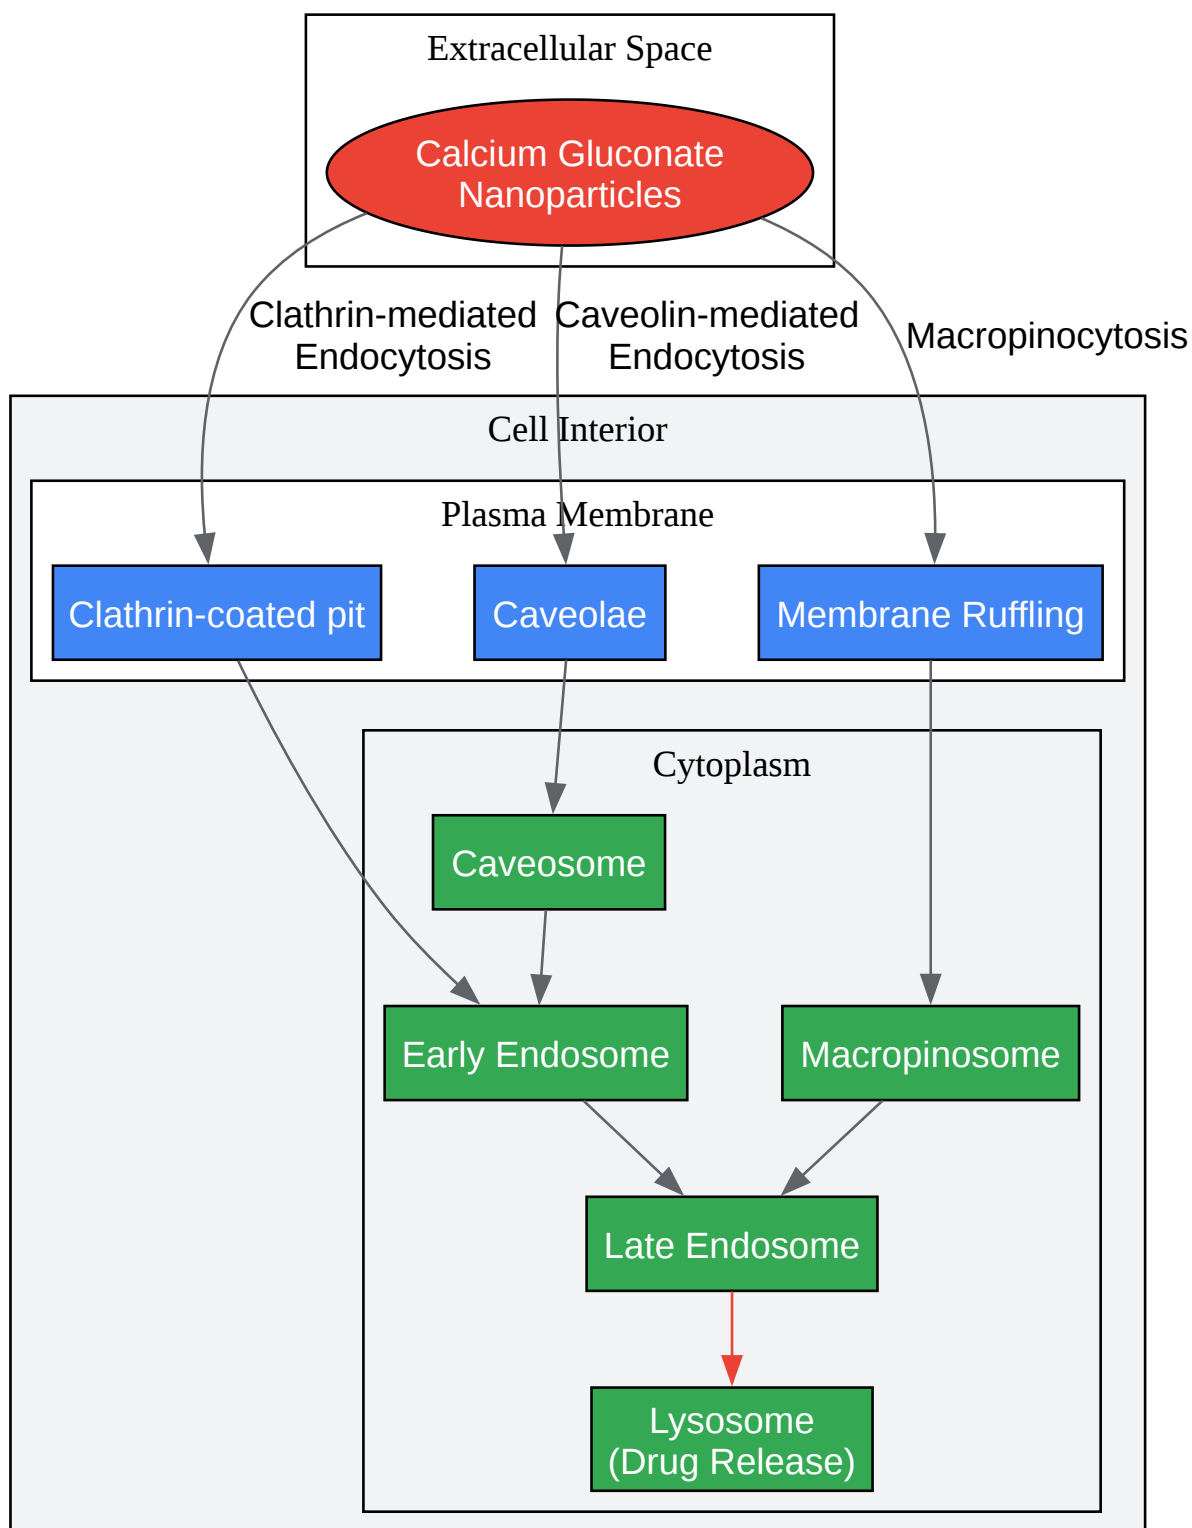 Extracellular Space
Calcium Gluconate
Nanoparticles
Clathrin-mediated
Endocytosis
Caveolin-mediated
Endocytosis
Macropinocytosis
Cell Interior
Plasma Membrane
Clathrin-coated pit
Caveolae
Membrane Ruffling
Cytoplasm
Caveosome
Early Endosome
Macropinosome
Late Endosome
Lysosome
(Drug Release)